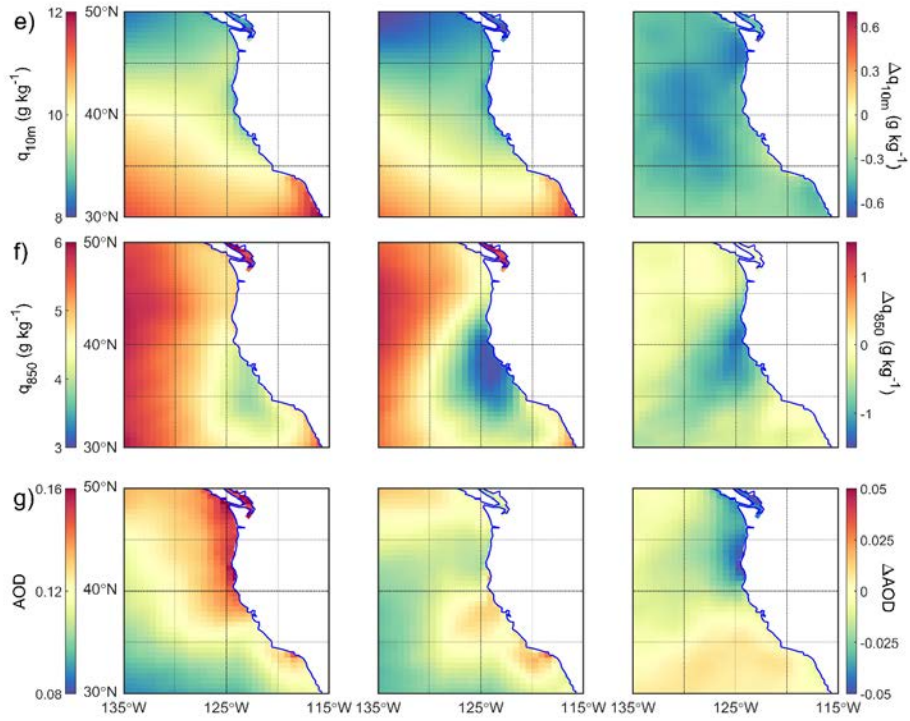 e)
12
10
8
q10m (g kg-1)
50°N
40°N
30°N
0.6
0.3
0
-0.3
-0.6
Δq10m (g kg-1)
f)
6
5
4
3
q850 (g kg-1)
50°N
40°N
30°N
1
0
-1
Δq850 (g kg-1)
g)
0.16
0.12
0.08
AOD
50°N
40°N
30°N
0.05
0.025
0
-0.025
-0.05
ΔAOD
135°W 125°W 115°W 135°W 125°W 115°W 135°W 125°W 115°W